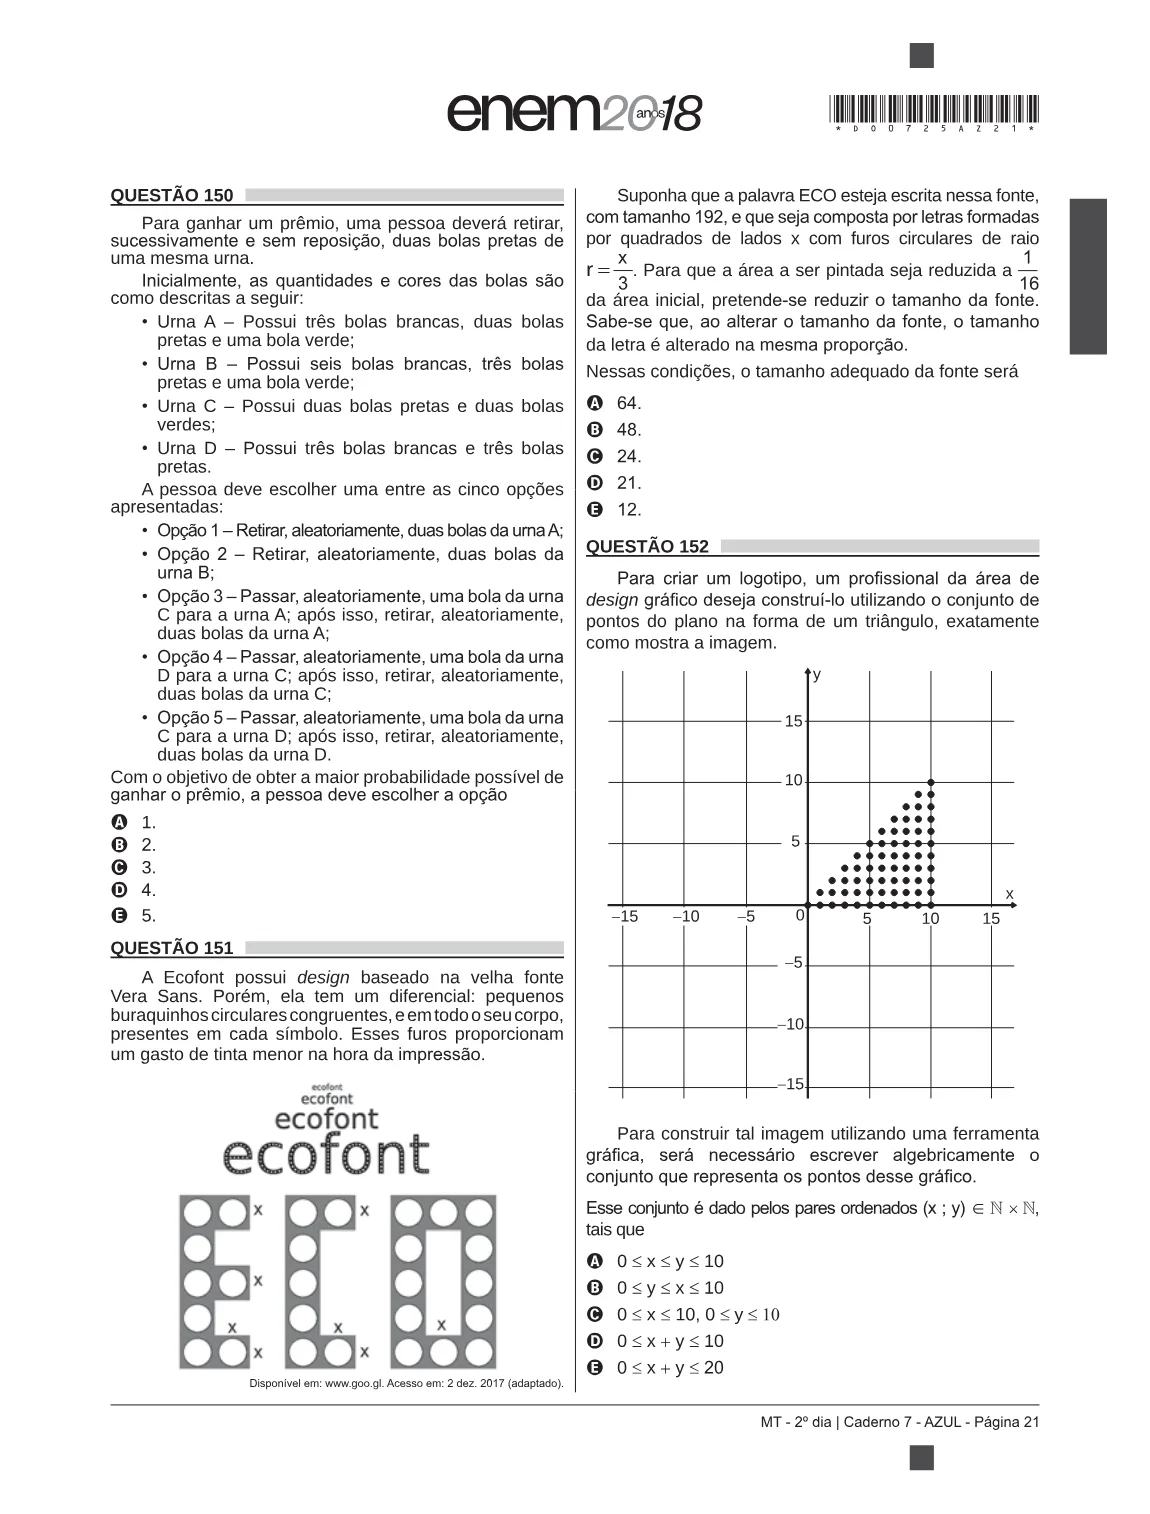 enem2018
anos
*D00725AZ21*
QUESTÃO 150
Para ganhar um prêmio, uma pessoa deverá retirar,
sucessivamente e sem reposição, duas bolas pretas de
uma mesma urna.
Inicialmente, as quantidades e cores das bolas são
como descritas a seguir:
• Urna A – Possui três bolas brancas, duas bolas
pretas e uma bola verde;
• Urna B – Possui seis bolas brancas, três bolas
pretas e uma bola verde;
• Urna C – Possui duas bolas pretas e duas bolas
verdes;
• Urna D – Possui três bolas brancas e três bolas
pretas.
A pessoa deve escolher uma entre as cinco opções
apresentadas:
• Opção 1 – Retirar, aleatoriamente, duas bolas da urna A;
• Opção 2 – Retirar, aleatoriamente, duas bolas da
urna B;
• Opção 3 – Passar, aleatoriamente, uma bola da urna
C para a urna A; após isso, retirar, aleatoriamente,
duas bolas da urna A;
• Opção 4 – Passar, aleatoriamente, uma bola da urna
D para a urna C; após isso, retirar, aleatoriamente,
duas bolas da urna C;
• Opção 5 – Passar, aleatoriamente, uma bola da urna
C para a urna D; após isso, retirar, aleatoriamente,
duas bolas da urna D.
Com o objetivo de obter a maior probabilidade possível de
ganhar o prêmio, a pessoa deve escolher a opção
A 1.
B 2.
C 3.
D 4.
E 5.
QUESTÃO 151
A Ecofont possui design baseado na velha fonte
Vera Sans. Porém, ela tem um diferencial: pequenos
buraquinhos circulares congruentes, e em todo o seu corpo,
presentes em cada símbolo. Esses furos proporcionam
um gasto de tinta menor na hora da impressão.
ecofont
ecofont
ecofont
ecofont
ECO
x x
x
x x x
x x
Disponível em: www.goo.gl. Acesso em: 2 dez. 2017 (adaptado).
Suponha que a palavra ECO esteja escrita nessa fonte,
com tamanho 192, e que seja composta por letras formadas
por quadrados de lados x com furos circulares de raio
r = x/3. Para que a área a ser pintada seja reduzida a 1/16
da área inicial, pretende-se reduzir o tamanho da fonte.
Sabe-se que, ao alterar o tamanho da fonte, o tamanho
da letra é alterado na mesma proporção.
Nessas condições, o tamanho adequado da fonte será
A 64.
B 48.
C 24.
D 21.
E 12.
QUESTÃO 152
Para criar um logotipo, um profissional da área de
design gráfico deseja construí-lo utilizando o conjunto de
pontos do plano na forma de um triângulo, exatamente
como mostra a imagem.
y
15
10
5
x
–15 –10 –5 0 5 10 15
–5
–10
–15
Para construir tal imagem utilizando uma ferramenta
gráfica, será necessário escrever algebricamente o
conjunto que representa os pontos desse gráfico.
Esse conjunto é dado pelos pares ordenados (x ; y) ∈ ℕ × ℕ,
tais que
A 0 ≤ x ≤ y ≤ 10
B 0 ≤ y ≤ x ≤ 10
C 0 ≤ x ≤ 10, 0 ≤ y ≤ 10
D 0 ≤ x + y ≤ 10
E 0 ≤ x + y ≤ 20
MT - 2º dia | Caderno 7 - AZUL - Página 21